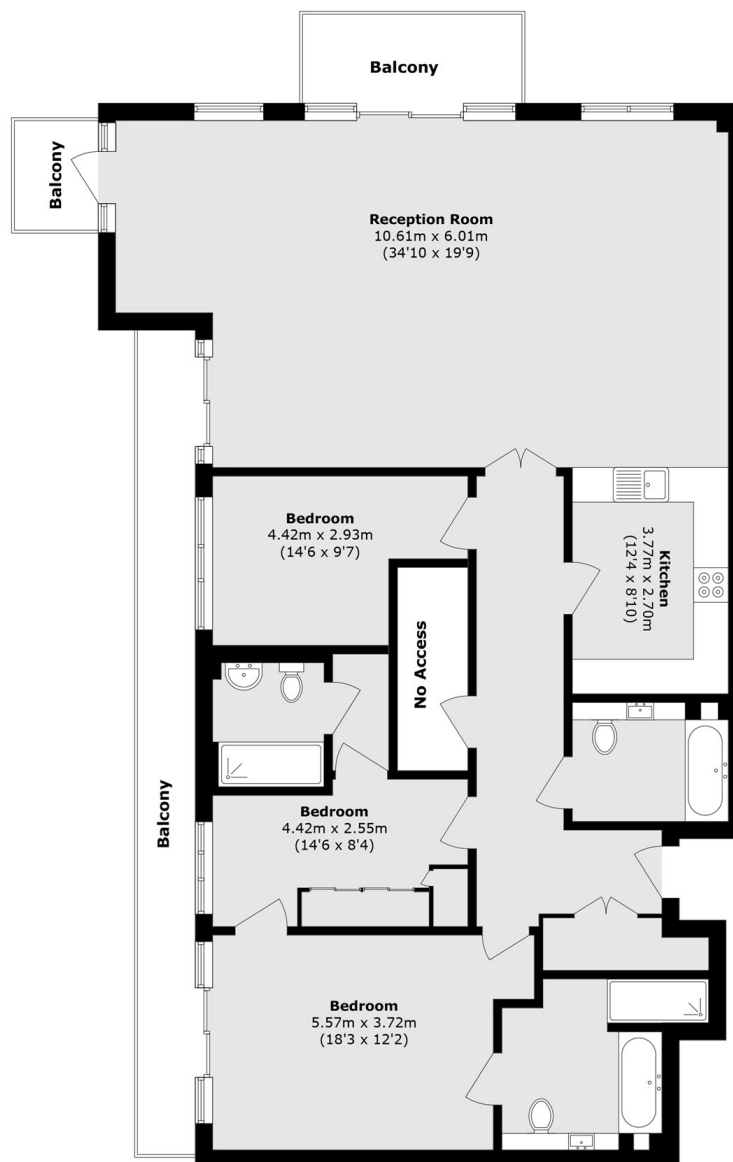 Balcony
Balcony
Reception Room
10.61m x 6.01m
(34'10 x 19'9)
Bedroom
4.42m x 2.93m
(14'6 x 9'7)
Kitchen
3.77m x 2.70m
(12'4 x 8'10)
No Access
Balcony
Bedroom
4.42m x 2.55m
(14'6 x 8'4)
Bedroom
5.57m x 3.72m
(18'3 x 12'2)